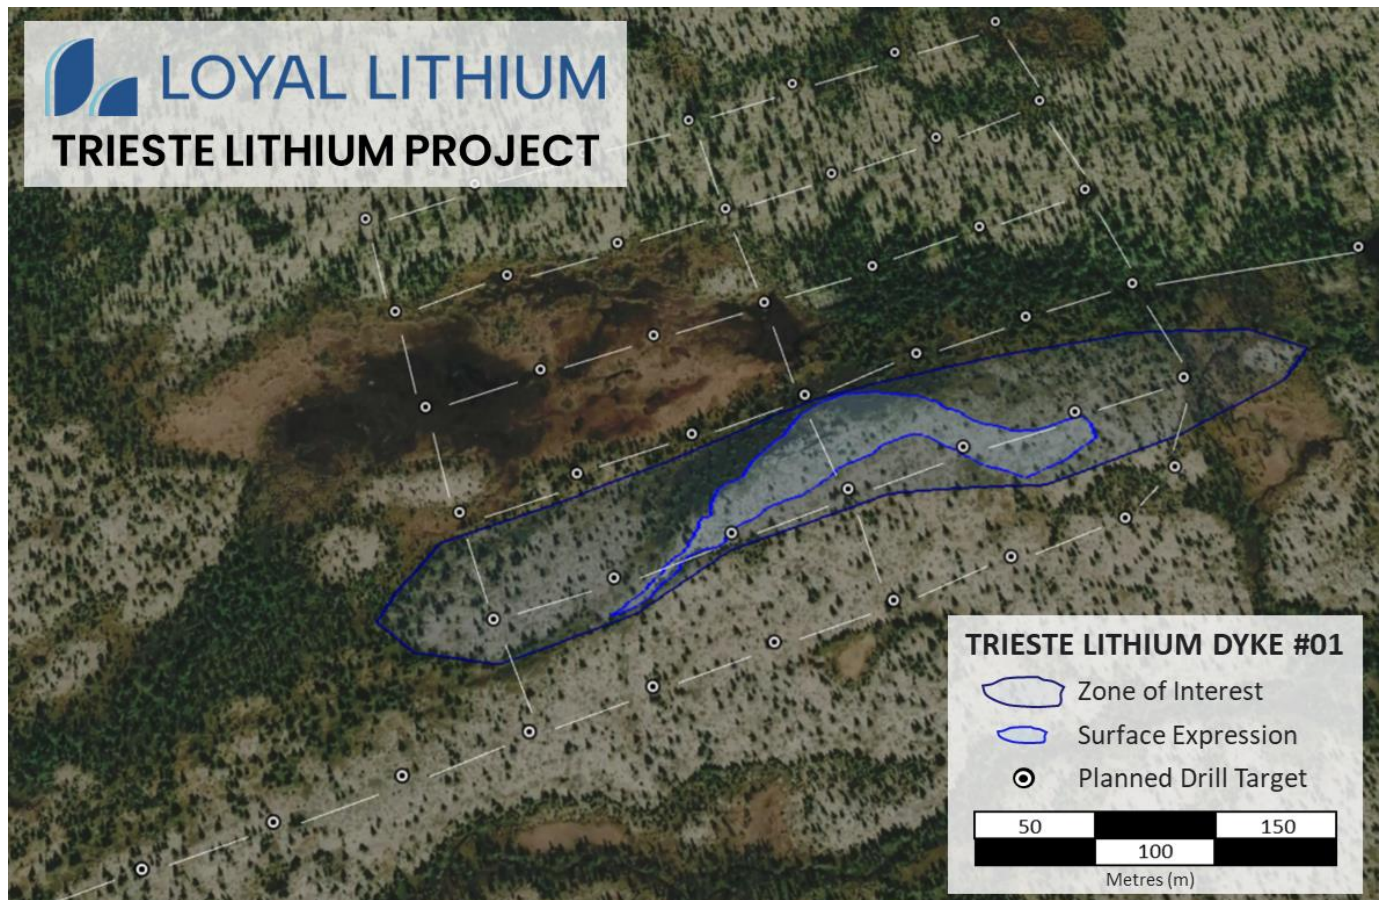 LOYAL LITHIUM
TRIESTE LITHIUM PROJECT
TRIESTE LITHIUM DYKE #01
Zone of Interest
Surface Expression
Planned Drill Target
50 150
100
Metres (m)